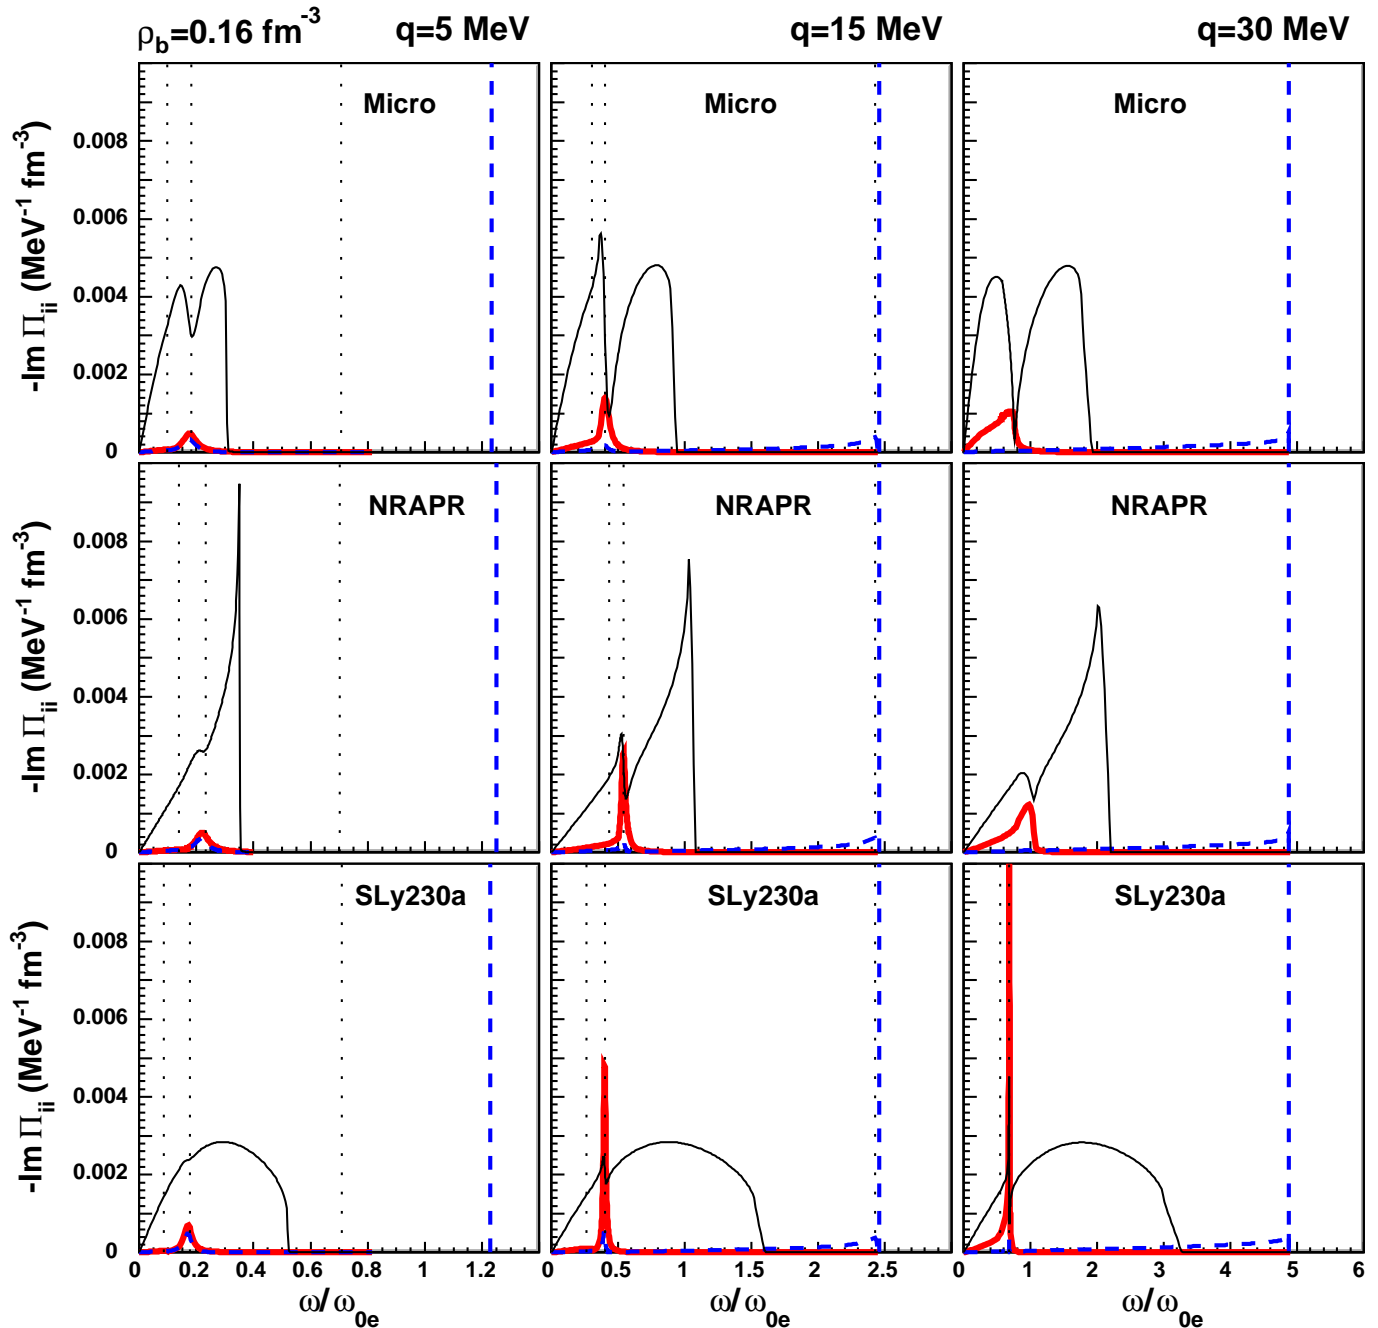 ρb=0.16 fm-3 q=5 MeV q=15 MeV q=30 MeV
Micro Micro Micro
-Im Πii (MeV-1 fm-3)
0.008
0.006
0.004
0.002
0
NRAPR NRAPR NRAPR
-Im Πii (MeV-1 fm-3)
0.008
0.006
0.004
0.002
0
SLy230a SLy230a SLy230a
-Im Πii (MeV-1 fm-3)
0.008
0.006
0.004
0.002
0
0 0.2 0.4 0.6 0.8 1 1.2 0 0.5 1 1.5 2 2.5 0 1 2 3 4 5 6
ω/ω0e ω/ω0e ω/ω0e